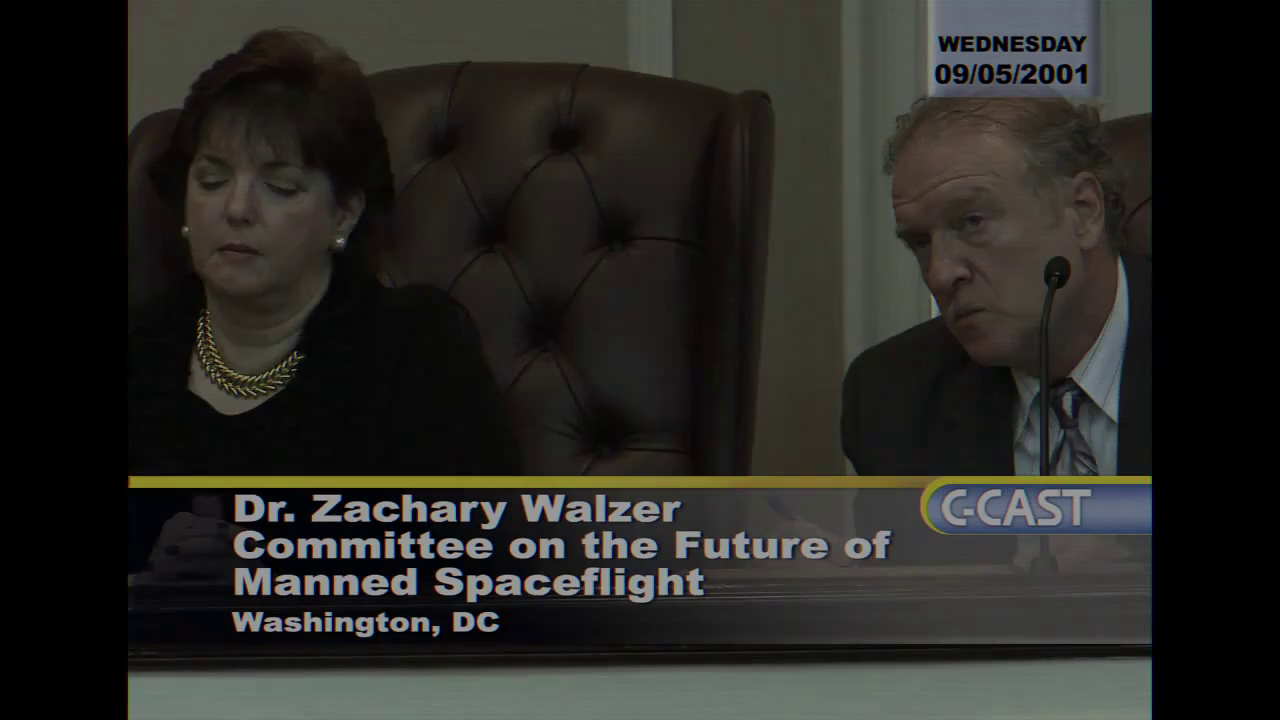 WEDNESDAY
09/05/2001
Dr. Zachary Walzer
Committee on the Future of
Manned Spaceflight
Washington, DC
C-CAST